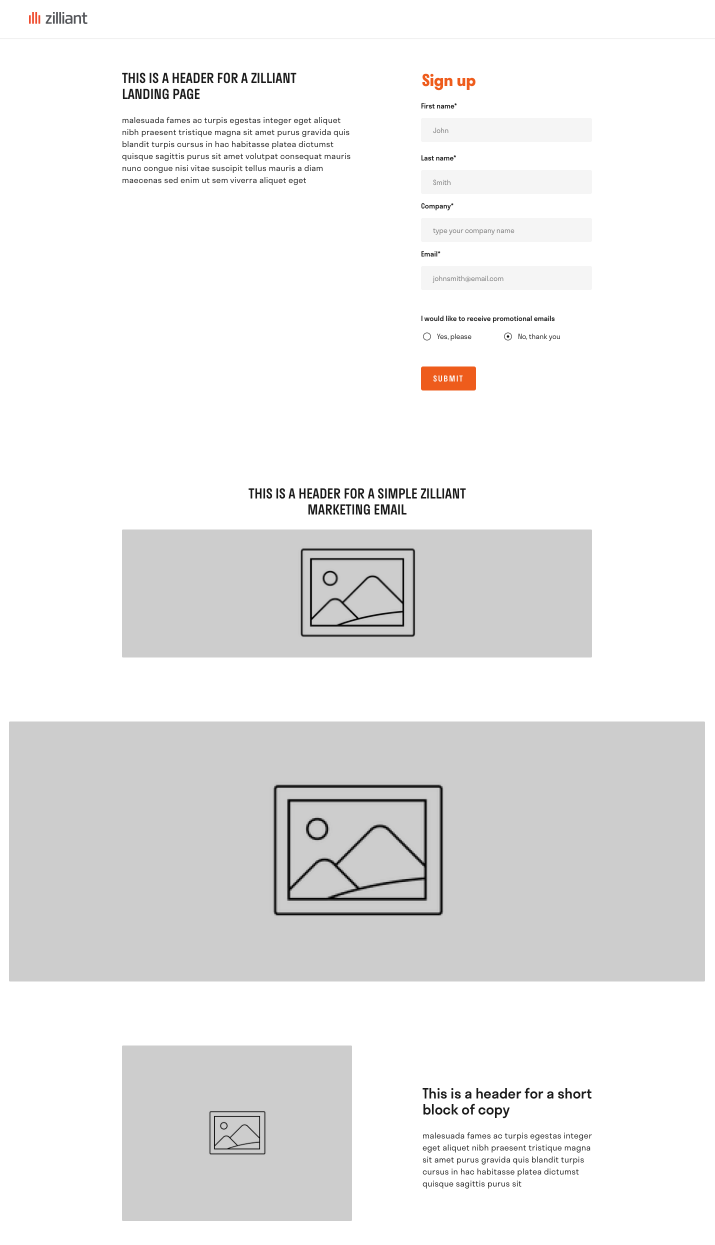 zilliant
THIS IS A HEADER FOR A ZILLIANT
LANDING PAGE
malesuada fames ac turpis egestas integer eget aliquet
nibh praesent tristique magna sit amet purus gravida quis
blandit turpis cursus in hac habitasse platea dictumst
quisque sagittis purus sit amet volutpat consequat mauris
nunc congue nisi vitae suscipit tellus mauris a diam
maecenas sed enim ut sem viverra aliquet eget
Sign up
First name*
John
Last name*
Smith
Company*
type your company name
Email*
johnsmith@email.com
I would like to receive promotional emails
Yes, please
No, thank you
SUBMIT
THIS IS A HEADER FOR A SIMPLE ZILLIANT
MARKETING EMAIL
This is a header for a short
block of copy
malesuada fames ac turpis egestas integer
eget aliquet nibh praesent tristique magna
sit amet purus gravida quis blandit turpis
cursus in hac habitasse platea dictumst
quisque sagittis purus sit